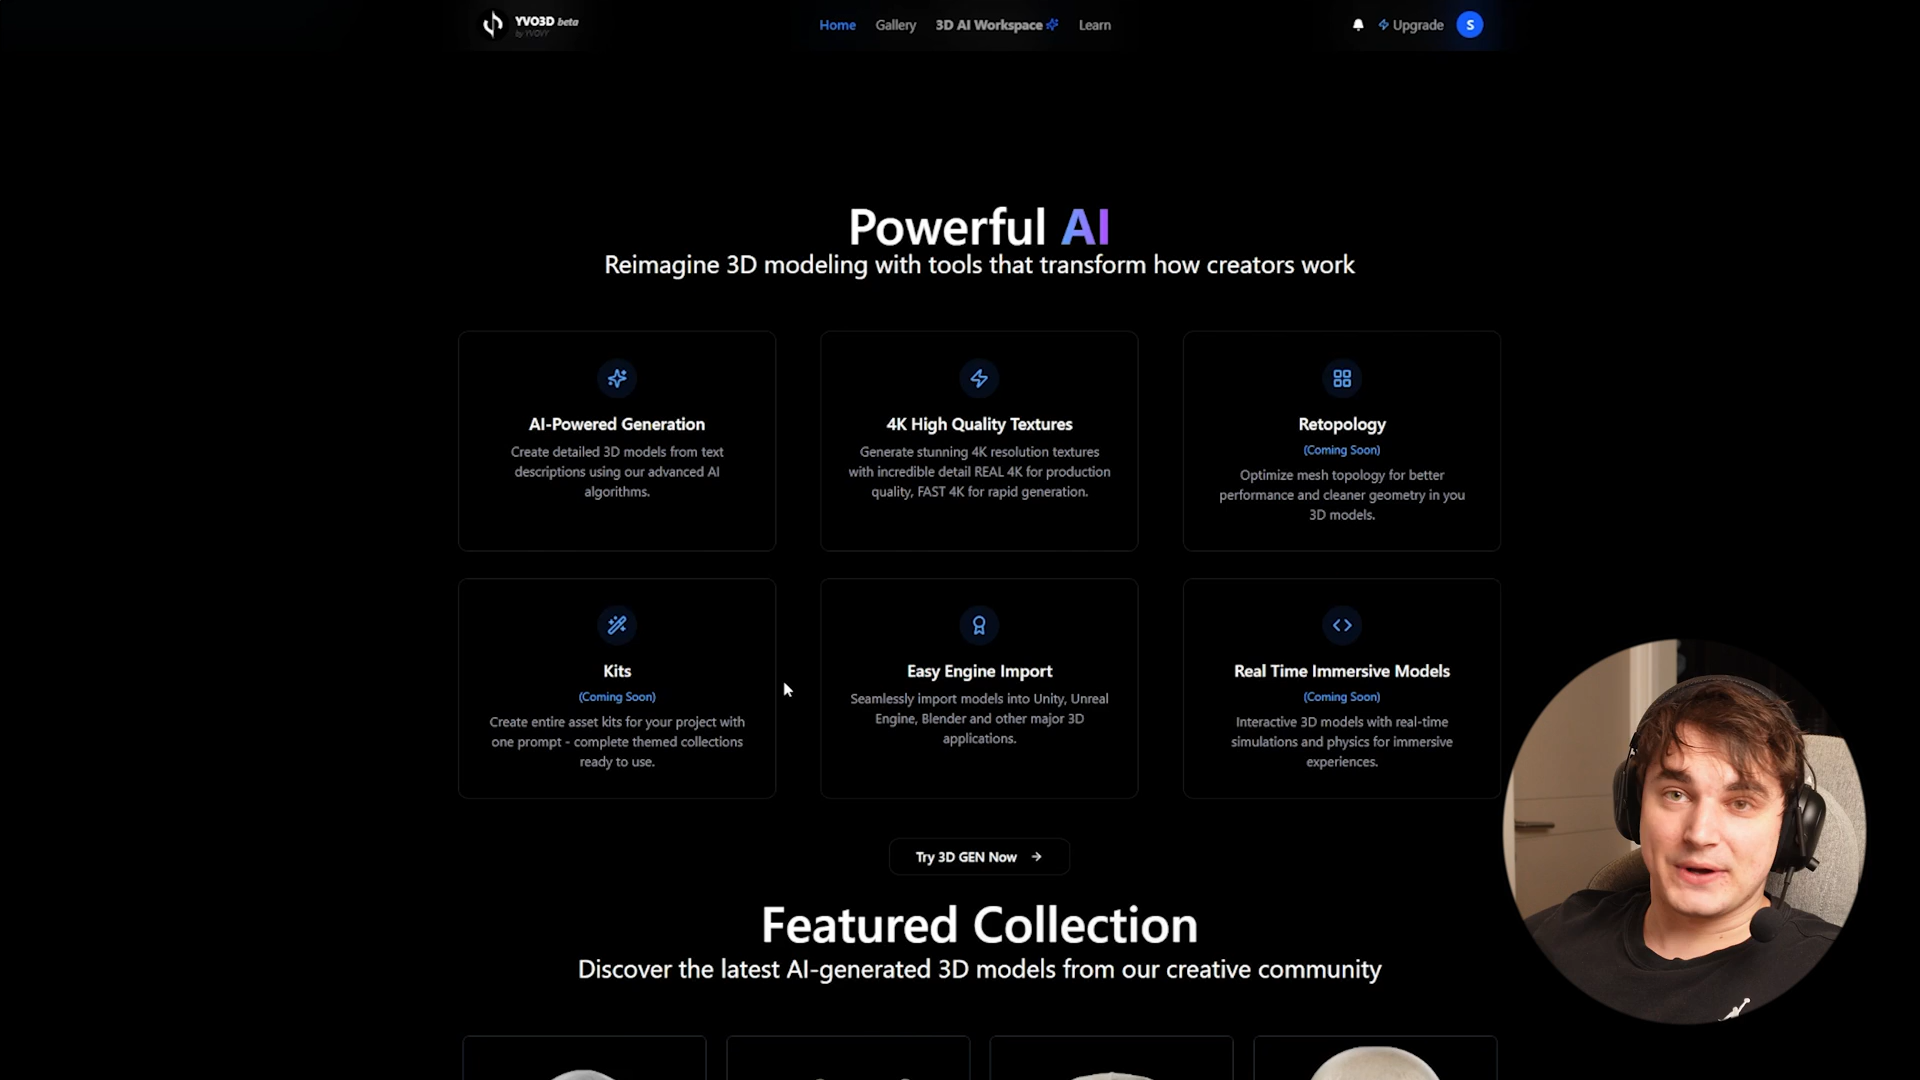 YVO3D beta
by YVOVY
Home
Gallery
3D AI Workspace
Learn
Upgrade
S
Powerful AI
Reimagine 3D modeling with tools that transform how creators work
AI-Powered Generation
Create detailed 3D models from text
descriptions using our advanced AI
algorithms.
4K High Quality Textures
Generate stunning 4K resolution textures
with incredible detail REAL 4K for production
quality, FAST 4K for rapid generation.
Retopology
(Coming Soon)
Optimize mesh topology for better
performance and cleaner geometry in you
3D models.
Kits
(Coming Soon)
Create entire asset kits for your project with
one prompt - complete themed collections
ready to use.
Easy Engine Import
Seamlessly import models into Unity, Unreal
Engine, Blender and other major 3D
applications.
Real Time Immersive Models
(Coming Soon)
Interactive 3D models with real-time
simulations and physics for immersive
experiences.
Try 3D GEN Now
Featured Collection
Discover the latest AI-generated 3D models from our creative community